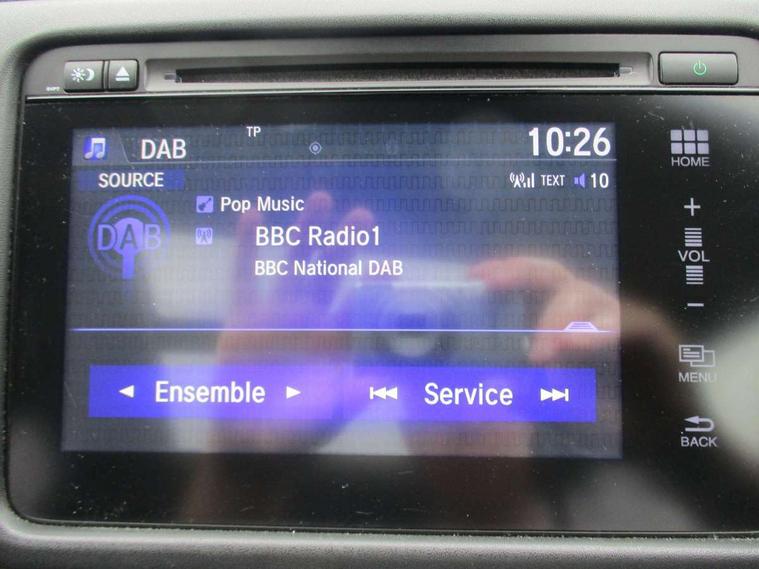 DAB
TP
10:26
SOURCE
TEXT 10
HOME
Pop Music
DAB
BBC Radio1
BBC National DAB
+
VOL
−
Ensemble
Service
MENU
BACK